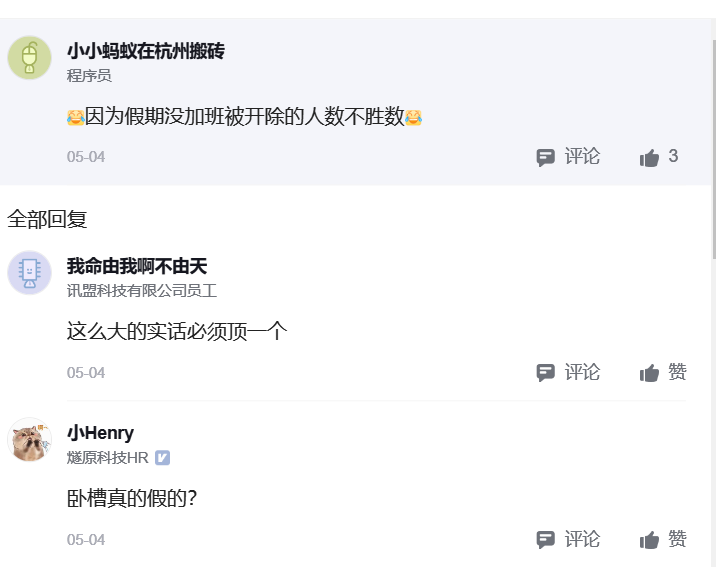 小小蚂蚁在杭州搬砖
程序员
😂因为假期没加班被开除的人数不胜数😂
05-04 评论 3
全部回复
我命由我啊不由天
讯盟科技有限公司员工
这么大的实话必须顶一个
05-04 评论 赞
小Henry
燧原科技HR
卧槽真的假的?
05-04 评论 赞